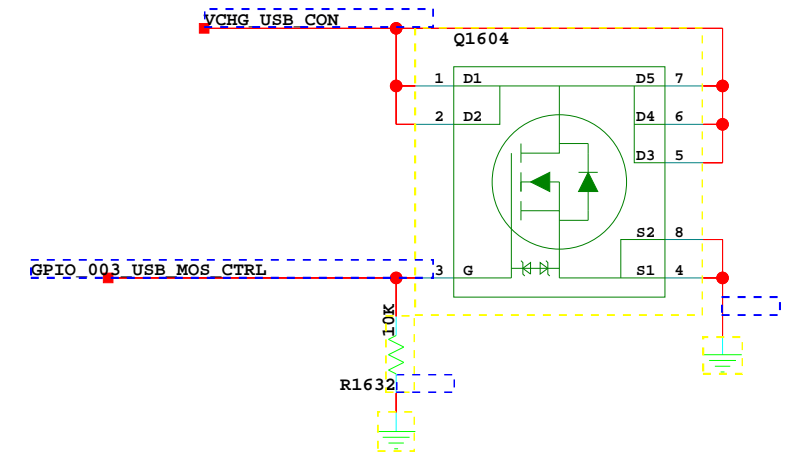 VCHG_USB_CON
Q1604
1 D1 D5 7
2 D2 D4 6
D3 5
S2 8
GPIO_003_USB_MOS_CTRL 3 G S1 4
10K
R1632